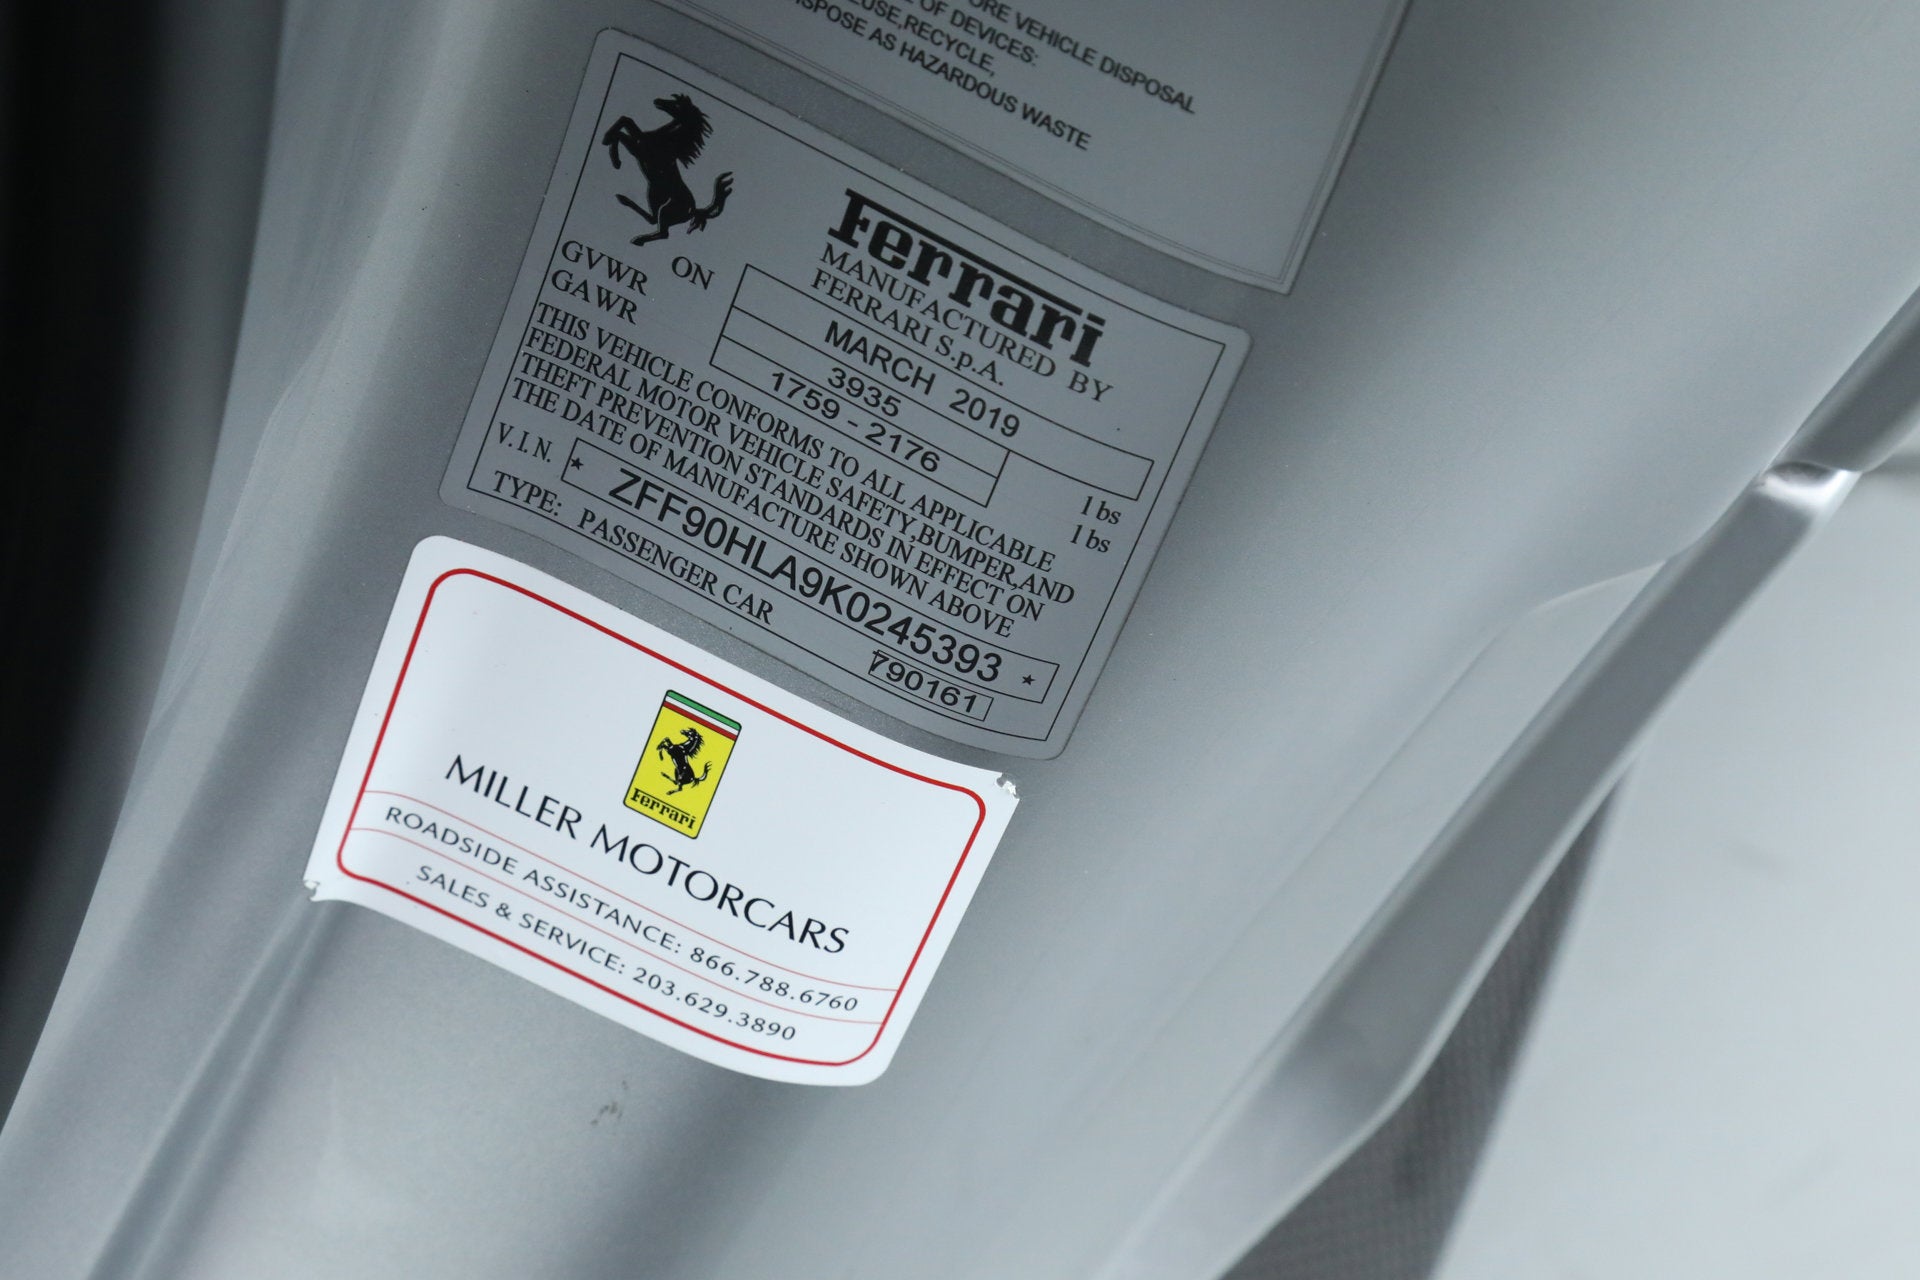 ORE VEHICLE DISPOSAL
OF DEVICES:
EUSE,RECYCLE,
ISPOSE AS HAZARDOUS WASTE
Ferrari
MANUFACTURED BY
FERRARI S.p.A.
ON MARCH 2019
GVWR 3935 lbs
GAWR 1759 - 2176 lbs
THIS VEHICLE CONFORMS TO ALL APPLICABLE
FEDERAL MOTOR VEHICLE SAFETY,BUMPER,AND
THEFT PREVENTION STANDARDS IN EFFECT ON
THE DATE OF MANUFACTURE SHOWN ABOVE
V.I.N. * ZFF90HLA9K0245393 *
TYPE: PASSENGER CAR 790161
Ferrari
MILLER MOTORCARS
ROADSIDE ASSISTANCE: 866.788.6760
SALES & SERVICE: 203.629.3890